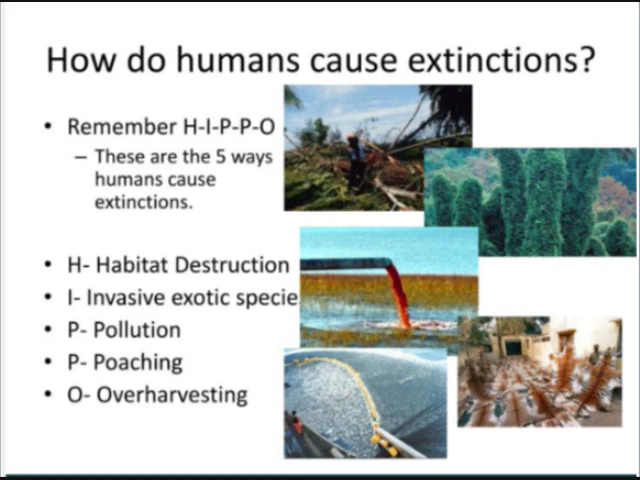 How do humans cause extinctions?
• Remember H-I-P-P-O
– These are the 5 ways
humans cause
extinctions.
• H- Habitat Destruction
• I- Invasive exotic specie
• P- Pollution
• P- Poaching
• O- Overharvesting